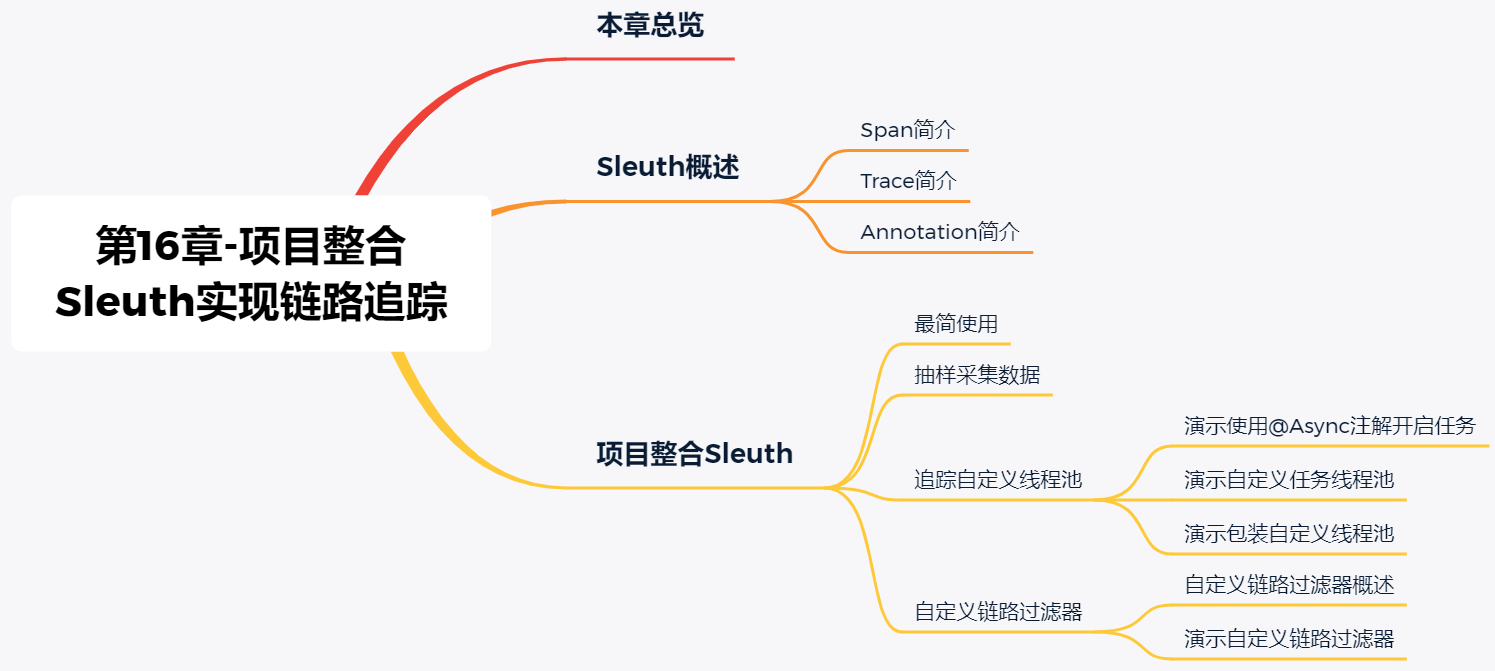 第16章-项目整合
Sleuth实现链路追踪
本章总览
Sleuth概述
Span简介
Trace简介
Annotation简介
项目整合Sleuth
最简使用
抽样采集数据
追踪自定义线程池
演示使用@Async注解开启任务
演示自定义任务线程池
演示包装自定义线程池
自定义链路过滤器
自定义链路过滤器概述
演示自定义链路过滤器